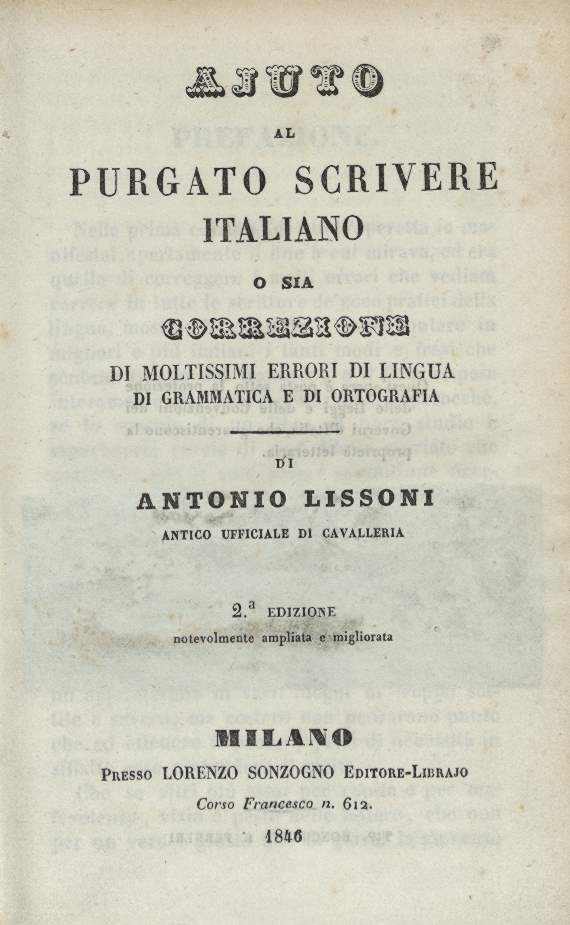 AJUTO
AL
PURGATO SCRIVERE
ITALIANO
O SIA
CORREZIONE
DI MOLTISSIMI ERRORI DI LINGUA
DI GRAMMATICA E DI ORTOGRAFIA
DI
ANTONIO LISSONI
ANTICO UFFICIALE DI CAVALLERIA
2.ª EDIZIONE
notevolmente ampliata e migliorata
MILANO
PRESSO LORENZO SONZOGNO EDITORE-LIBRAJO
Corso Francesco n. 612.
1846